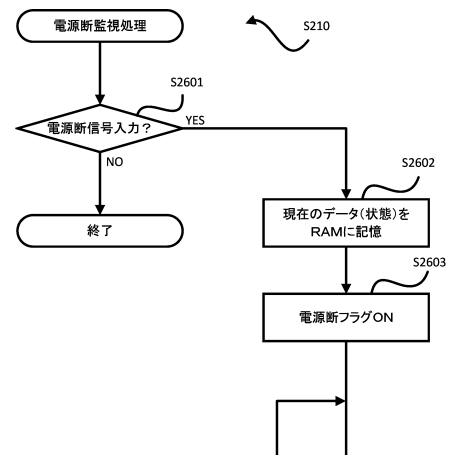 電源断監視処理
S210
S2601
電源断信号入力？
YES
NO
S2602
終了
現在のデータ（状態）を
RAMに記憶
S2603
電源断フラグON